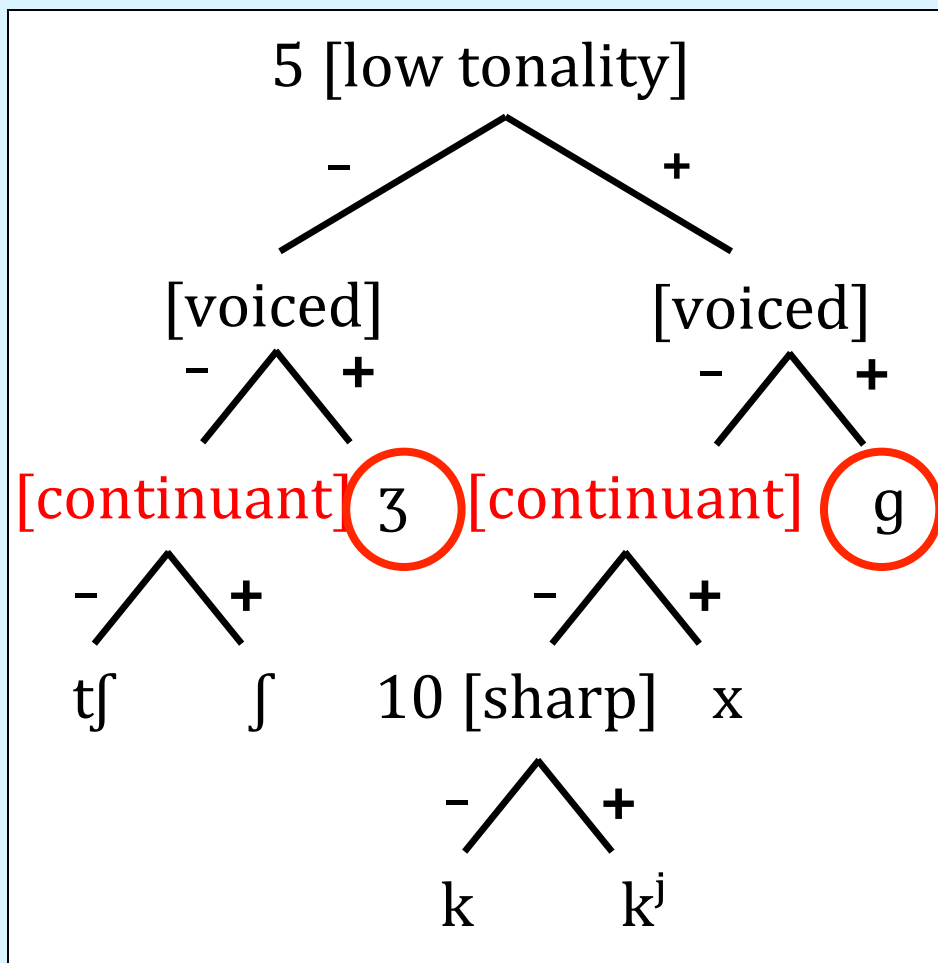 5 [low tonality]
– +
[voiced] [voiced]
– + – +
[continuant] ʒ [continuant] g
– + – +
tʃ ʃ 10 [sharp] x
– +
k kʲ